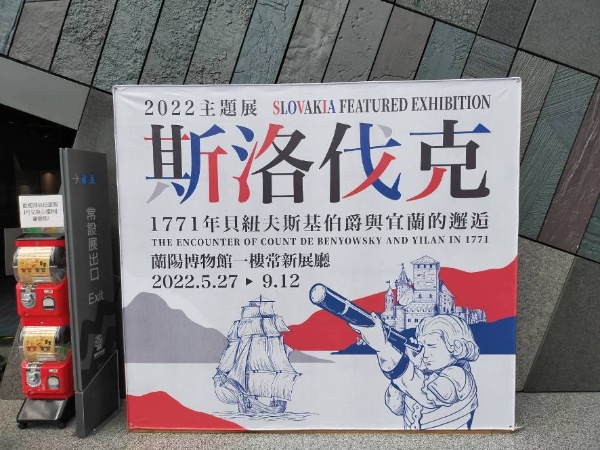 2022主題展 SLOVAKIA FEATURED EXHIBITION
斯洛伐克
1771年貝紐夫斯基伯爵與宜蘭的邂逅
THE ENCOUNTER OF COUNT DE BENYOWSKY AND YILAN IN 1771
蘭陽博物館一樓常新展廳
2022.5.27 ▸ 9.12
常設展出口
Exit